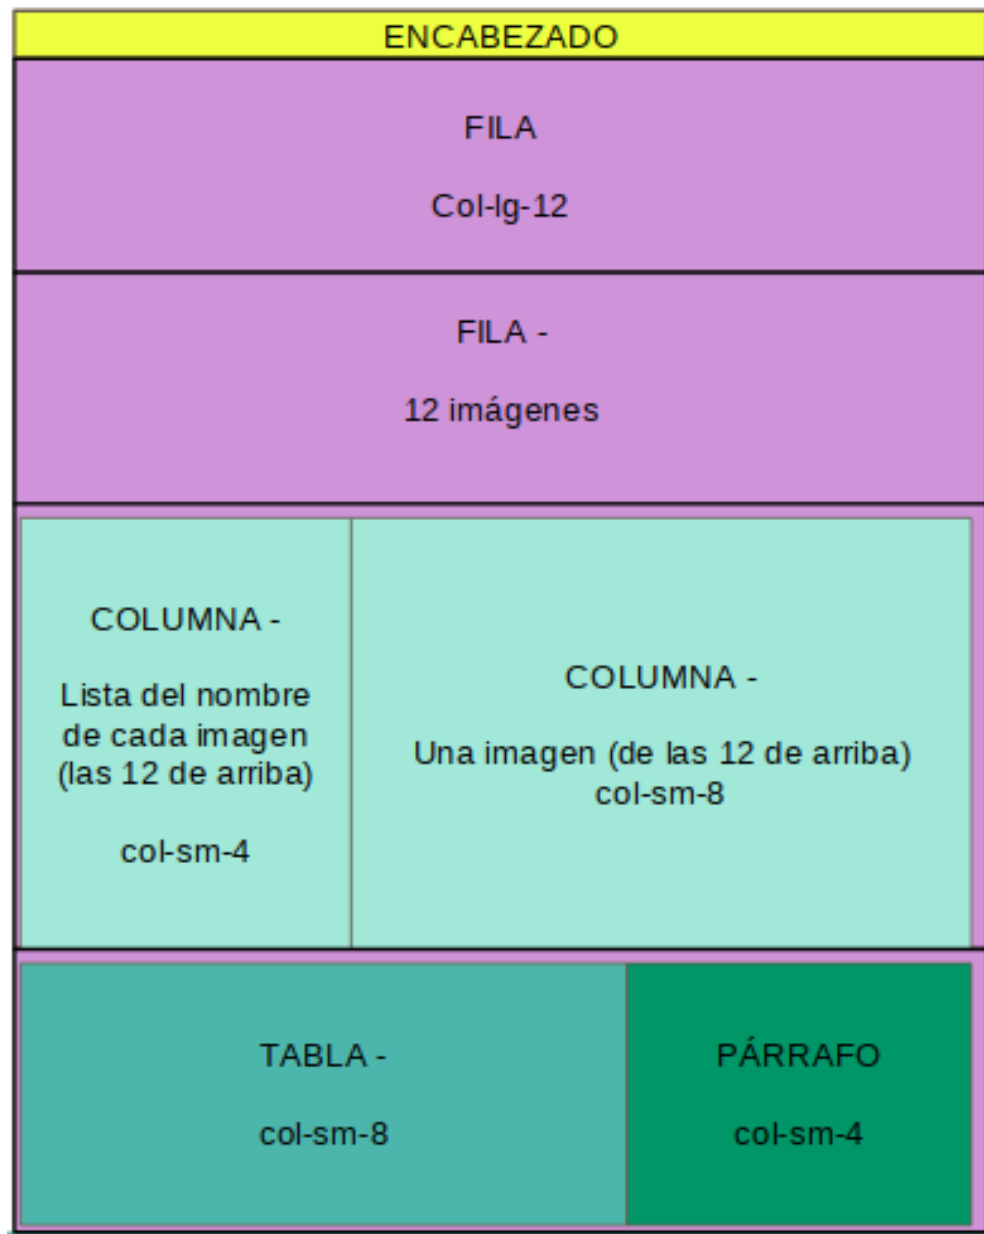 ENCABEZADO
FILA
Col-lg-12
FILA -
12 imágenes
COLUMNA -
Lista del nombre
de cada imagen
(las 12 de arriba)
col-sm-4
COLUMNA -
Una imagen (de las 12 de arriba)
col-sm-8
TABLA -
col-sm-8
PÁRRAFO
col-sm-4